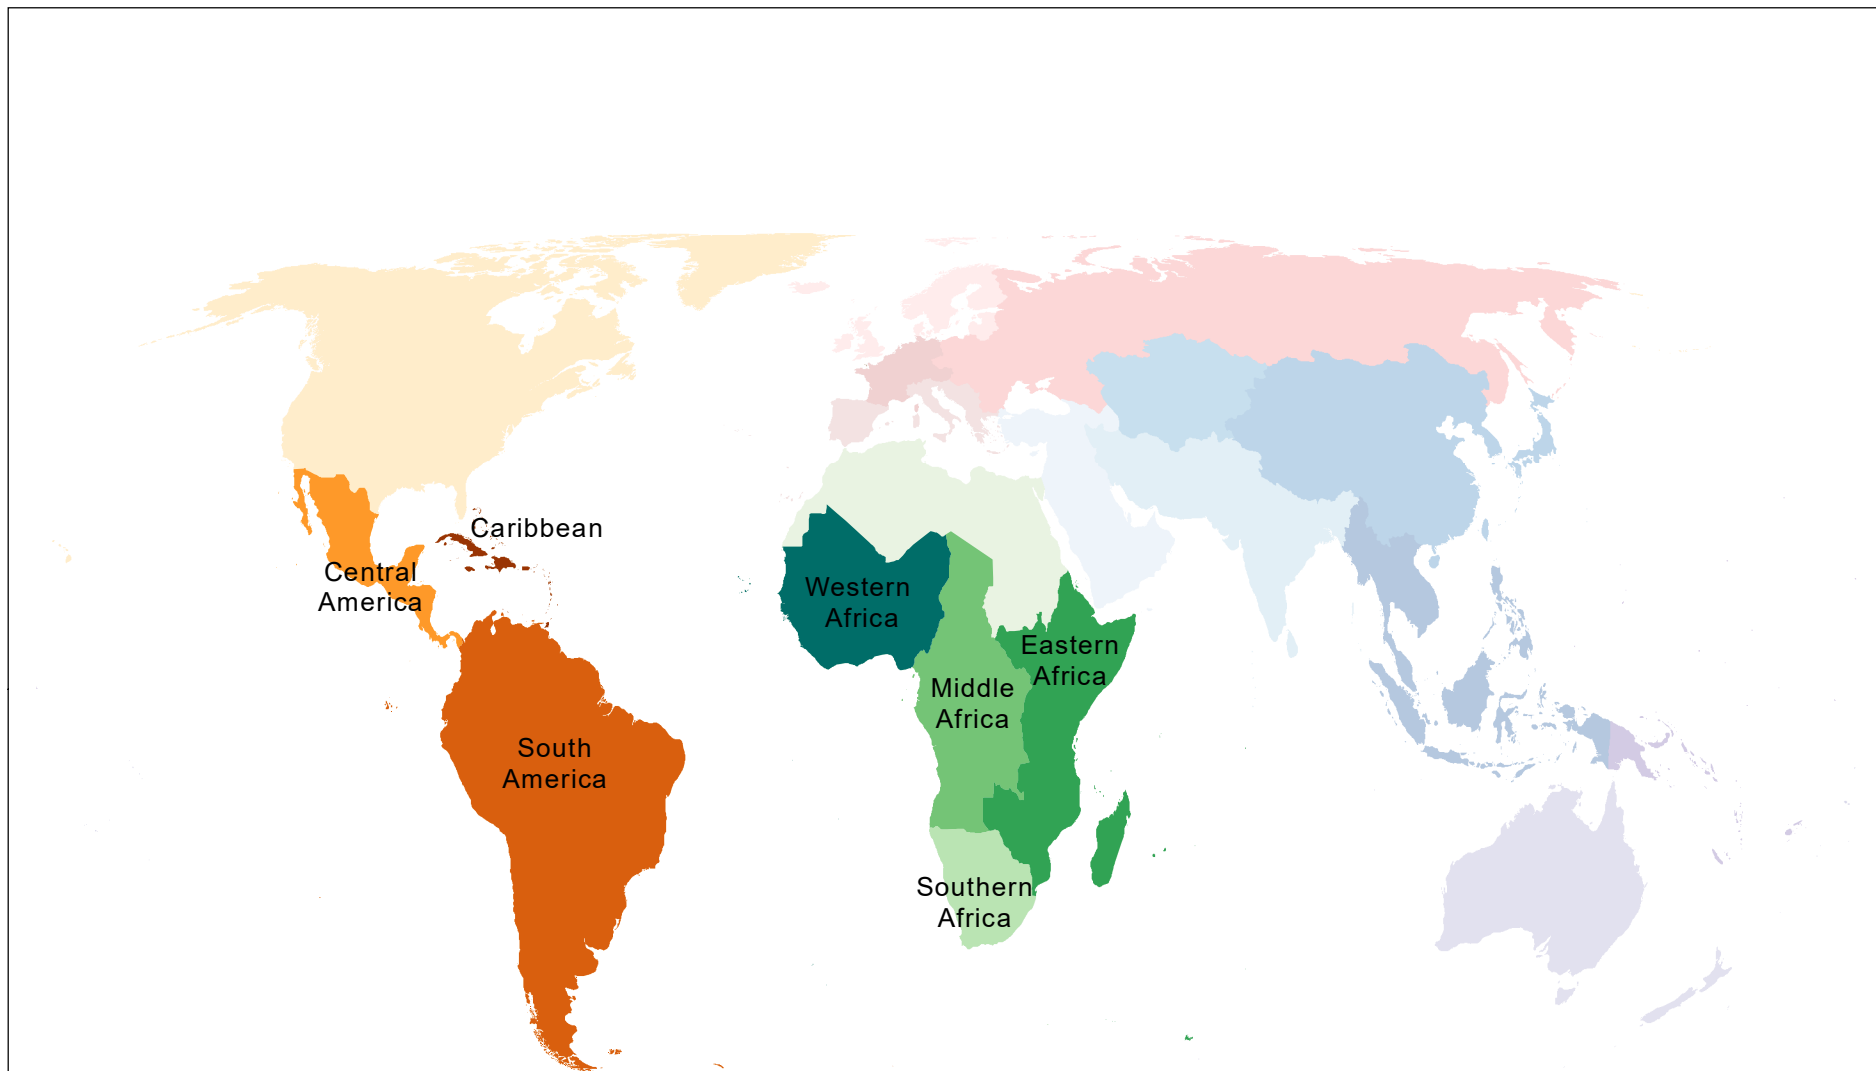 Caribbean
Central
America
Western
Africa
Eastern
Africa
Middle
Africa
South
America
Southern
Africa